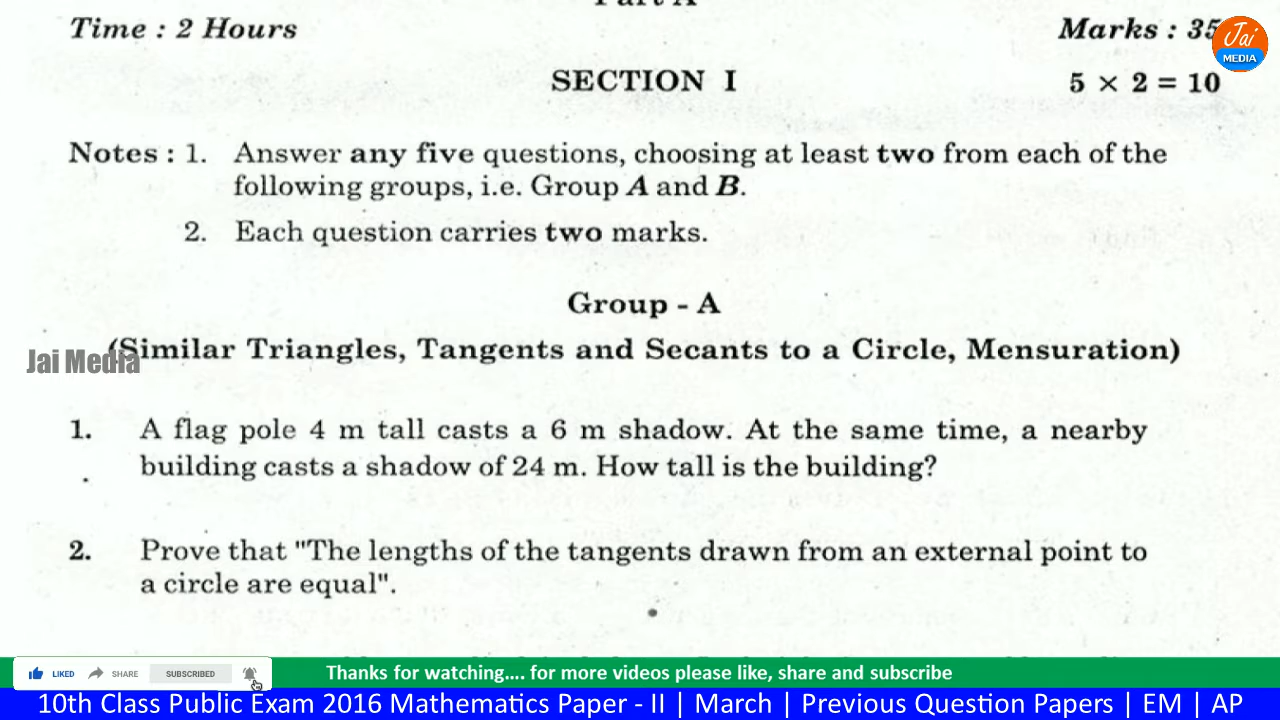 Part A
Time : 2 Hours
Marks : 35
Jai
MEDIA
SECTION I
5 × 2 = 10
Notes : 1. Answer any five questions, choosing at least two from each of the
following groups, i.e. Group A and B.
2. Each question carries two marks.
Group - A
Jai Media
(Similar Triangles, Tangents and Secants to a Circle, Mensuration)
1. A flag pole 4 m tall casts a 6 m shadow. At the same time, a nearby
building casts a shadow of 24 m. How tall is the building?
2. Prove that "The lengths of the tangents drawn from an external point to
a circle are equal".
LIKED SHARE SUBSCRIBED
Thanks for watching.... for more videos please like, share and subscribe
10th Class Public Exam 2016 Mathematics Paper - II | March | Previous Question Papers | EM | AP